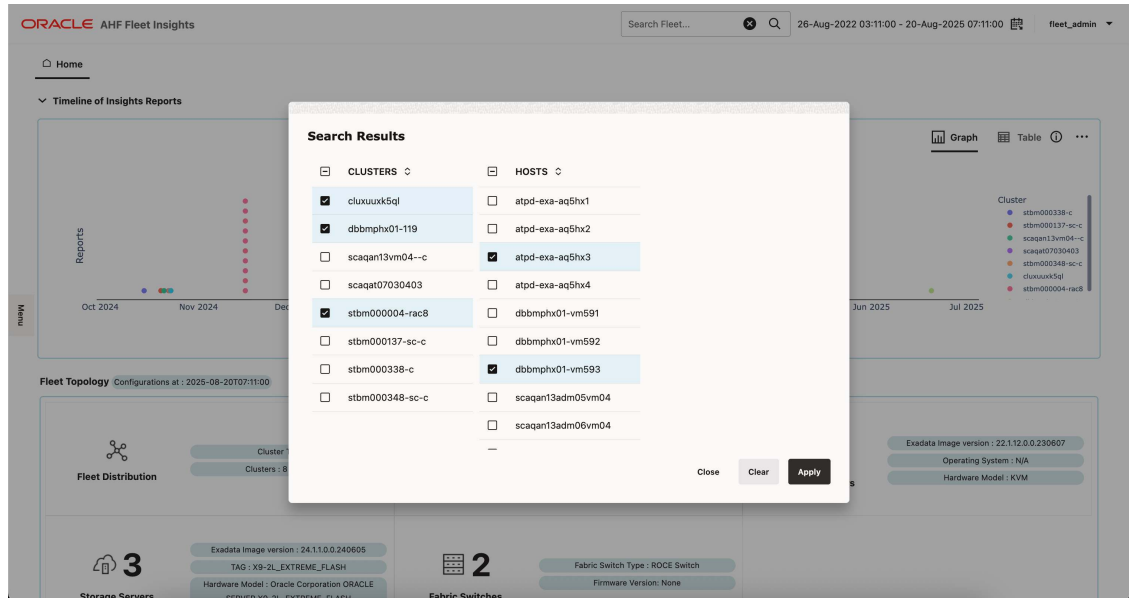 ORACLE AHF Fleet Insights
Search Fleet...
26-Aug-2022 03:11:00 - 20-Aug-2025 07:11:00
fleet_admin
Home
Timeline of Insights Reports
Graph
Table
Reports
Oct 2024
Nov 2024
Dec
Jun 2025
Jul 2025
Cluster
stbm000338-c
stbm000137-sc-c
scaqan13vm04--c
scaqat07030403
stbm000348-sc-c
cluxuuxk5ql
stbm000004-rac8
Menu
Search Results
CLUSTERS
cluxuuxk5ql
dbbmphx01-119
scaqan13vm04--c
scaqat07030403
stbm000004-rac8
stbm000137-sc-c
stbm000338-c
stbm000348-sc-c
HOSTS
atpd-exa-aq5hx1
atpd-exa-aq5hx2
atpd-exa-aq5hx3
atpd-exa-aq5hx4
dbbmphx01-vm591
dbbmphx01-vm592
dbbmphx01-vm593
scaqan13adm05vm04
scaqan13adm06vm04
Close
Clear
Apply
Fleet Topology
Configurations at : 2025-08-20T07:11:00
Fleet Distribution
Cluster
Clusters : 8
Exadata Image version : 22.1.12.0.0.230607
Operating System : N/A
Hardware Model : KVM
3
Storage Servers
Exadata Image version : 24.1.1.0.0.240605
TAG : X9-2L_EXTREME_FLASH
Hardware Model : Oracle Corporation ORACLE
SERVER X9-2L_EXTREME_FLASH
2
Fabric Switches
Fabric Switch Type : ROCE Switch
Firmware Version: None